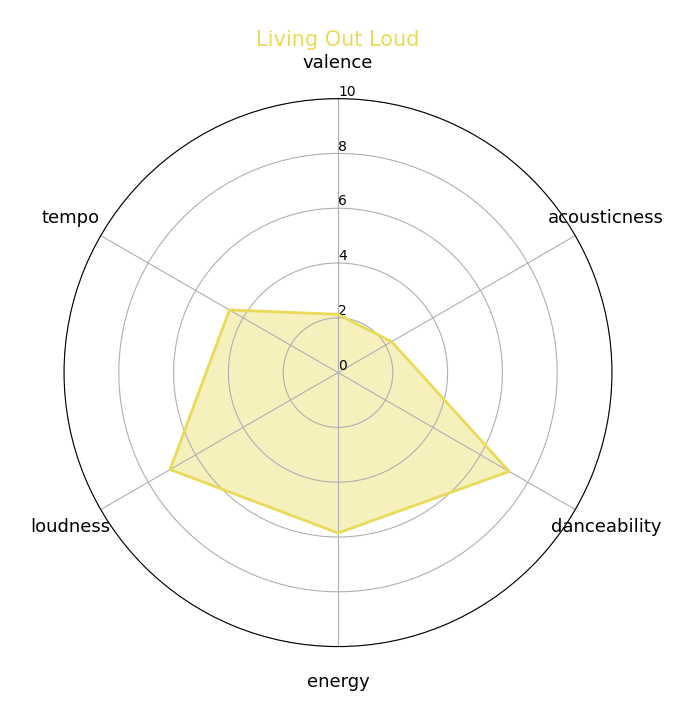 Living Out Loud
valence
10
8
tempo
acousticness
6
4
2
0
loudness
danceability
energy